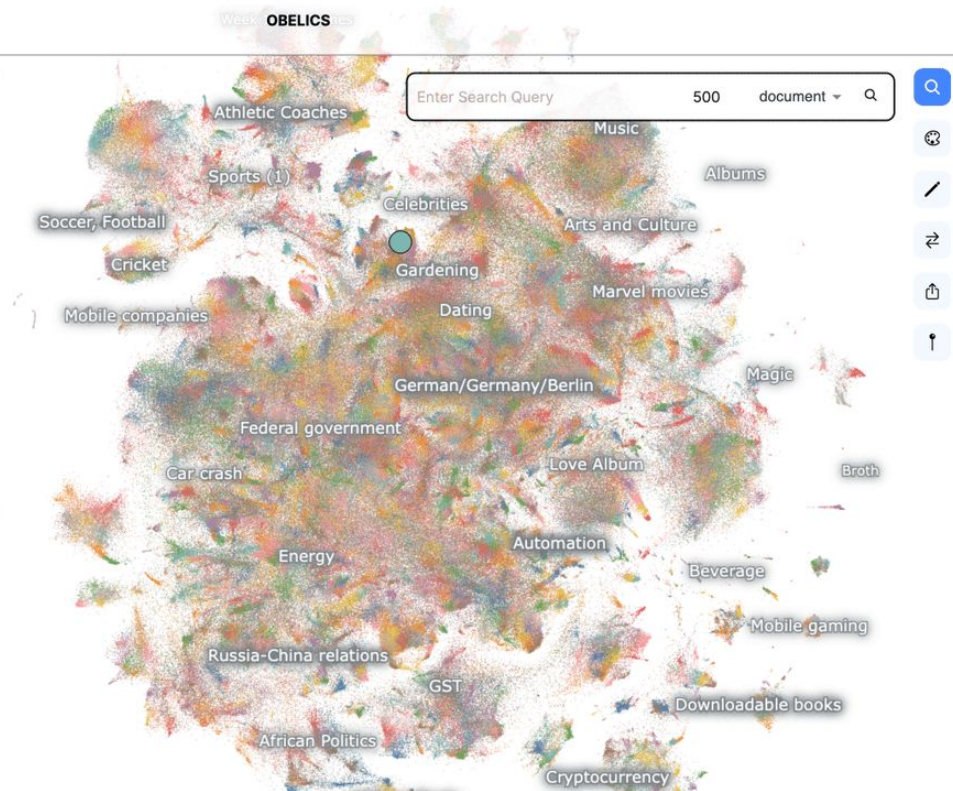 Week OBELICS
Enter Search Query 500 document
Athletic Coaches
Music
Sports (1)
Albums
Celebrities
Soccer, Football
Arts and Culture
Cricket
Gardening
Marvel movies
Mobile companies
Dating
Magic
German/Germany/Berlin
Federal government
Love Album
Car crash
Broth
Automation
Energy
Beverage
Mobile gaming
Russia-China relations
GST
Downloadable books
African Politics
Cryptocurrency